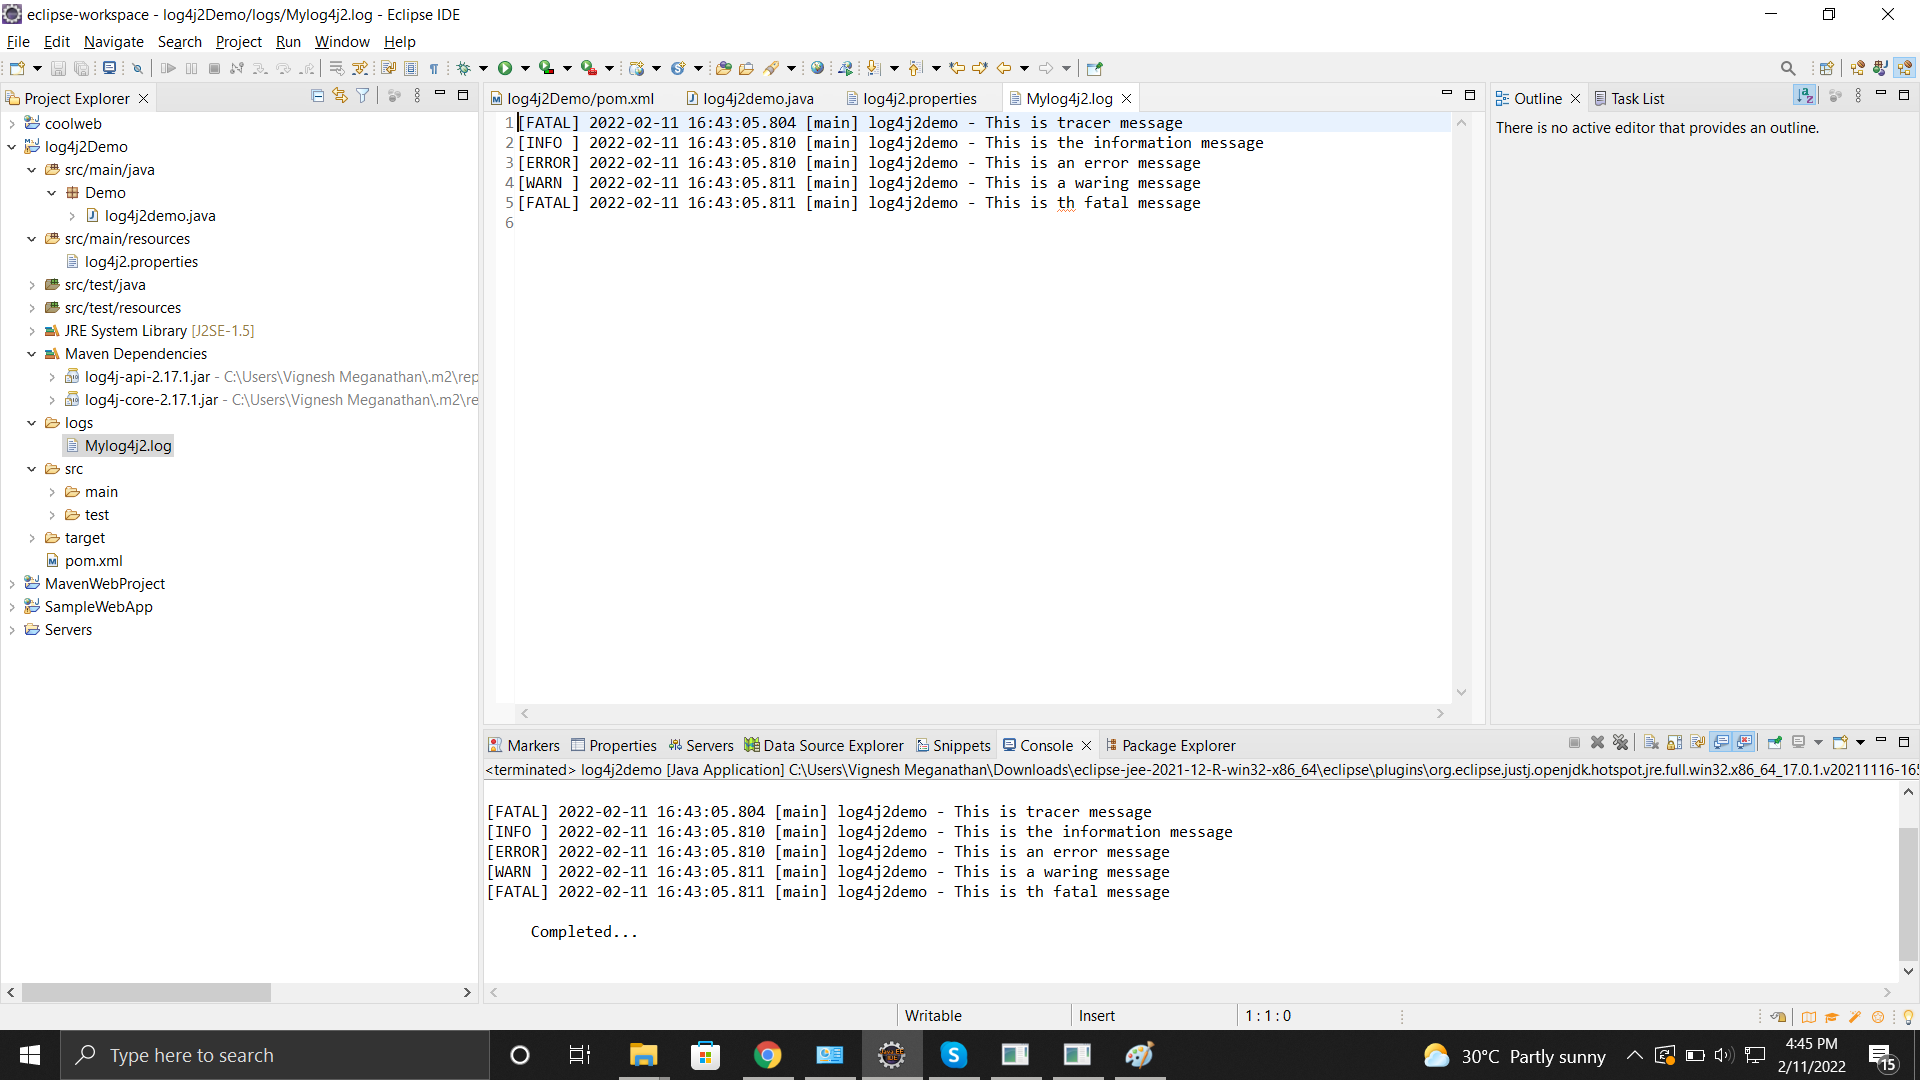 eclipse-workspace - log4j2Demo/logs/Mylog4j2.log - Eclipse IDE
File Edit Navigate Search Project Run Window Help
Project Explorer
coolweb
log4j2Demo
src/main/java
Demo
log4j2demo.java
src/main/resources
log4j2.properties
src/test/java
src/test/resources
JRE System Library [J2SE-1.5]
Maven Dependencies
log4j-api-2.17.1.jar - C:\Users\Vignesh Meganathan\.m2\rep
log4j-core-2.17.1.jar - C:\Users\Vignesh Meganathan\.m2\re
logs
Mylog4j2.log
src
main
test
target
pom.xml
MavenWebProject
SampleWebApp
Servers
log4j2Demo/pom.xml log4j2demo.java log4j2.properties Mylog4j2.log
1 [FATAL] 2022-02-11 16:43:05.804 [main] log4j2demo - This is tracer message
2 [INFO ] 2022-02-11 16:43:05.810 [main] log4j2demo - This is the information message
3 [ERROR] 2022-02-11 16:43:05.810 [main] log4j2demo - This is an error message
4 [WARN ] 2022-02-11 16:43:05.811 [main] log4j2demo - This is a waring message
5 [FATAL] 2022-02-11 16:43:05.811 [main] log4j2demo - This is th fatal message
6
Outline Task List
There is no active editor that provides an outline.
Markers Properties Servers Data Source Explorer Snippets Console Package Explorer
<terminated> log4j2demo [Java Application] C:\Users\Vignesh Meganathan\Downloads\eclipse-jee-2021-12-R-win32-x86_64\eclipse\plugins\org.eclipse.justj.openjdk.hotspot.jre.full.win32.x86_64_17.0.1.v20211116-16
[FATAL] 2022-02-11 16:43:05.804 [main] log4j2demo - This is tracer message
[INFO ] 2022-02-11 16:43:05.810 [main] log4j2demo - This is the information message
[ERROR] 2022-02-11 16:43:05.810 [main] log4j2demo - This is an error message
[WARN ] 2022-02-11 16:43:05.811 [main] log4j2demo - This is a waring message
[FATAL] 2022-02-11 16:43:05.811 [main] log4j2demo - This is th fatal message
Completed...
Writable Insert 1 : 1 : 0
Type here to search
30°C Partly sunny
4:45 PM
2/11/2022
15